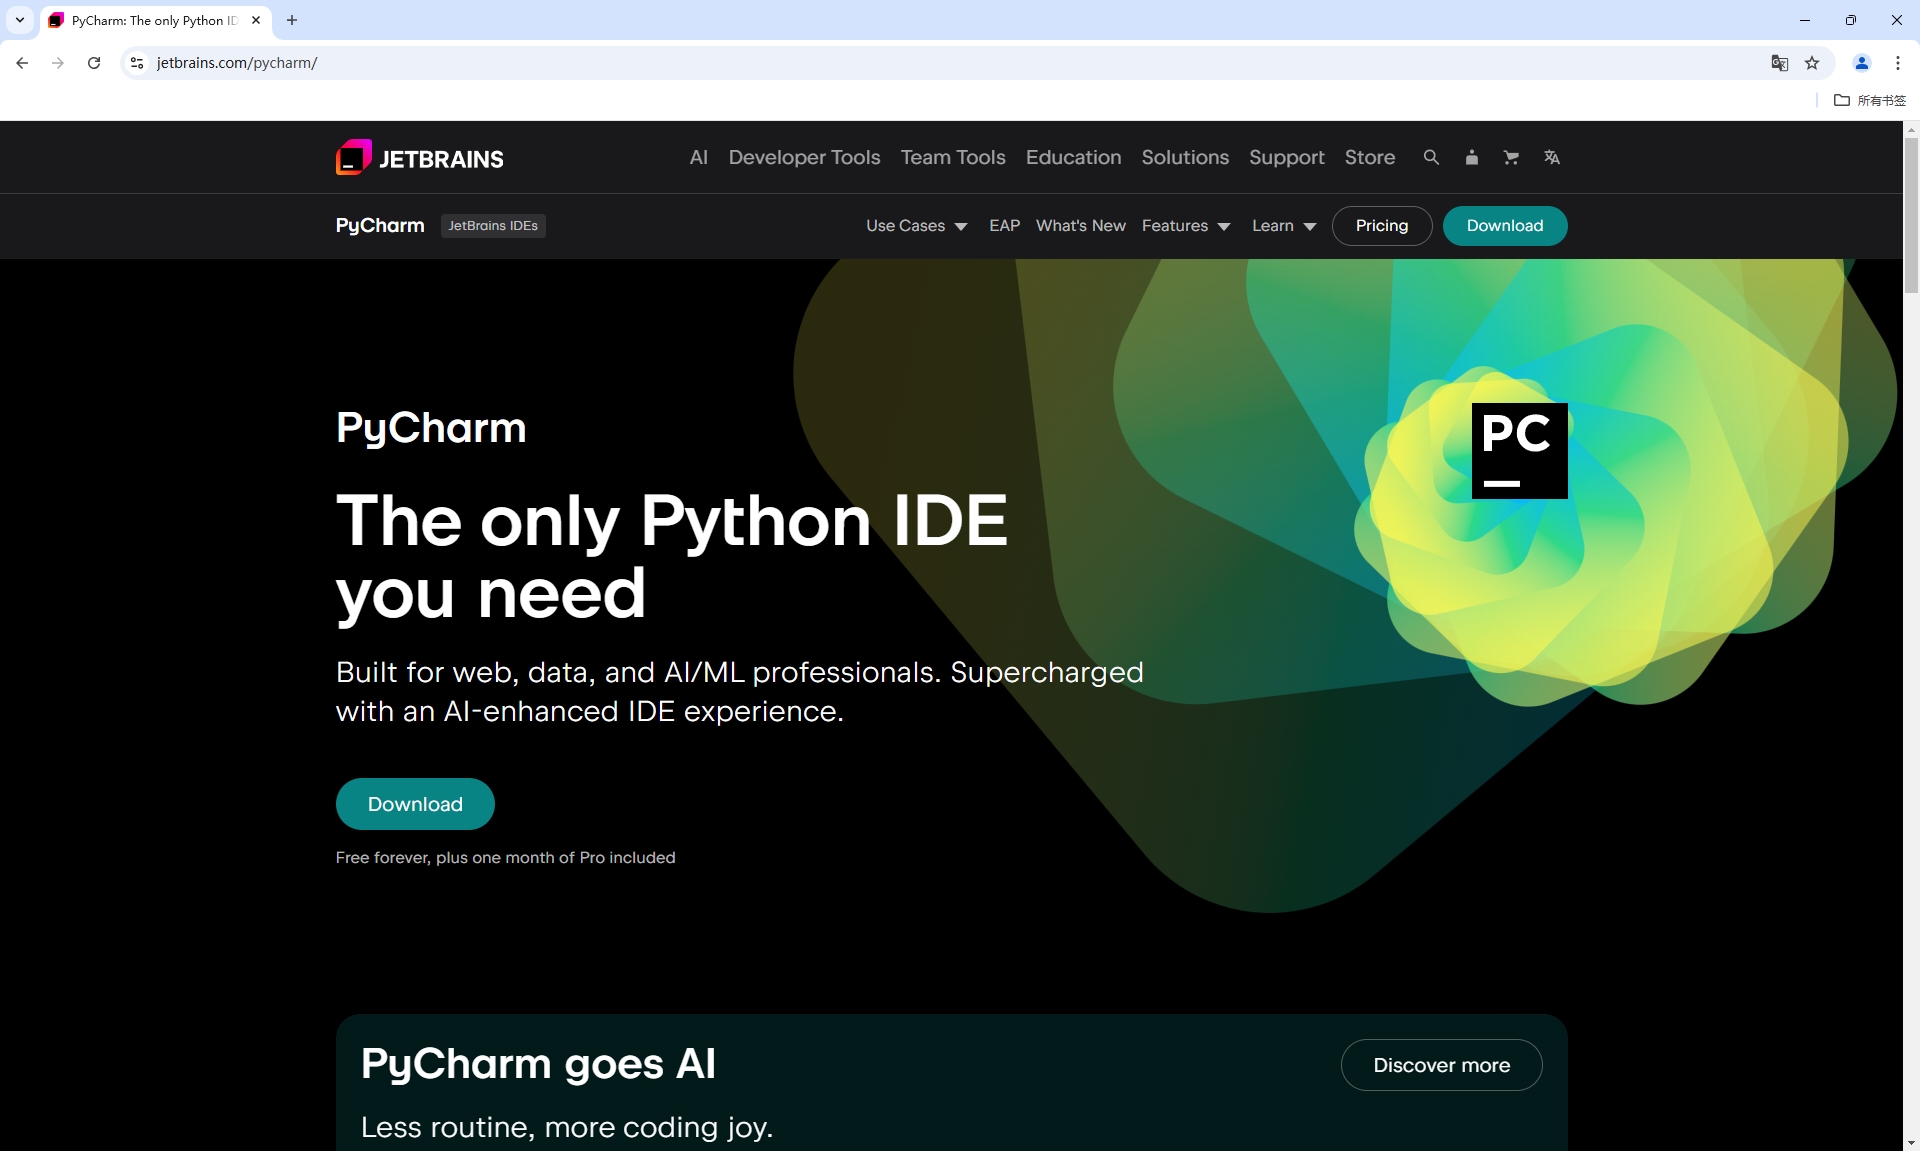 PyCharm: The only Python ID
jetbrains.com/pycharm/
所有书签
JETBRAINS
AI Developer Tools Team Tools Education Solutions Support Store
PyCharm JetBrains IDEs Use Cases EAP What's New Features Learn Pricing Download
PC
PyCharm
The only Python IDE
you need
Built for web, data, and AI/ML professionals. Supercharged
with an AI-enhanced IDE experience.
Download
Free forever, plus one month of Pro included
PyCharm goes AI
Discover more
Less routine, more coding joy.